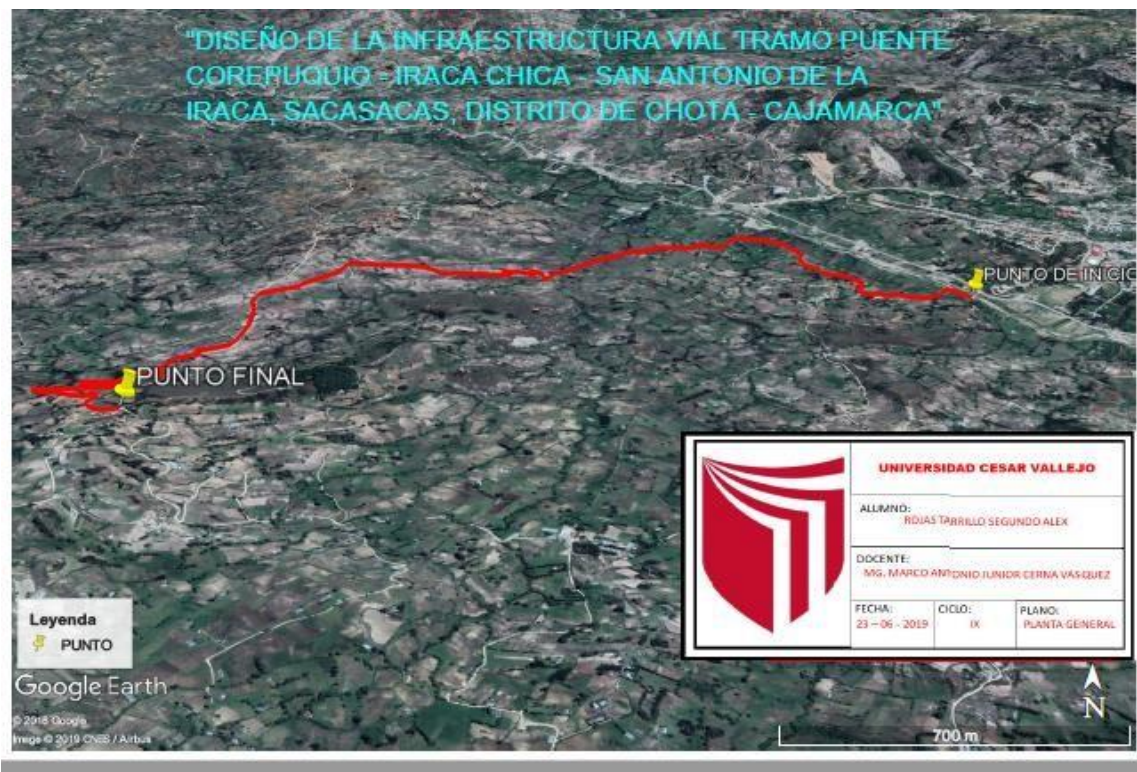 "DISEÑO DE LA INFRAESTRUCTURA VIAL TRAMO PUENTE
COREPUQUIO - IRACA CHICA - SAN ANTONIO DE LA
IRACA, SACASACAS, DISTRITO DE CHOTA - CAJAMARCA"
PUNTO DE INICIO
PUNTO FINAL
UNIVERSIDAD CESAR VALLEJO
ALUMNO:
ROJAS TARRILLO SEGUNDO ALEX
DOCENTE:
MG. MARCO ANTONIO JUNIOR CERNA VASQUEZ
FECHA:
23 – 06 - 2019
CICLO:
IX
PLANO:
PLANTA GEINERAL
Leyenda
PUNTO
Google Earth
© 2018 Google
Image © 2019 CNES / Airbus
N
700 m